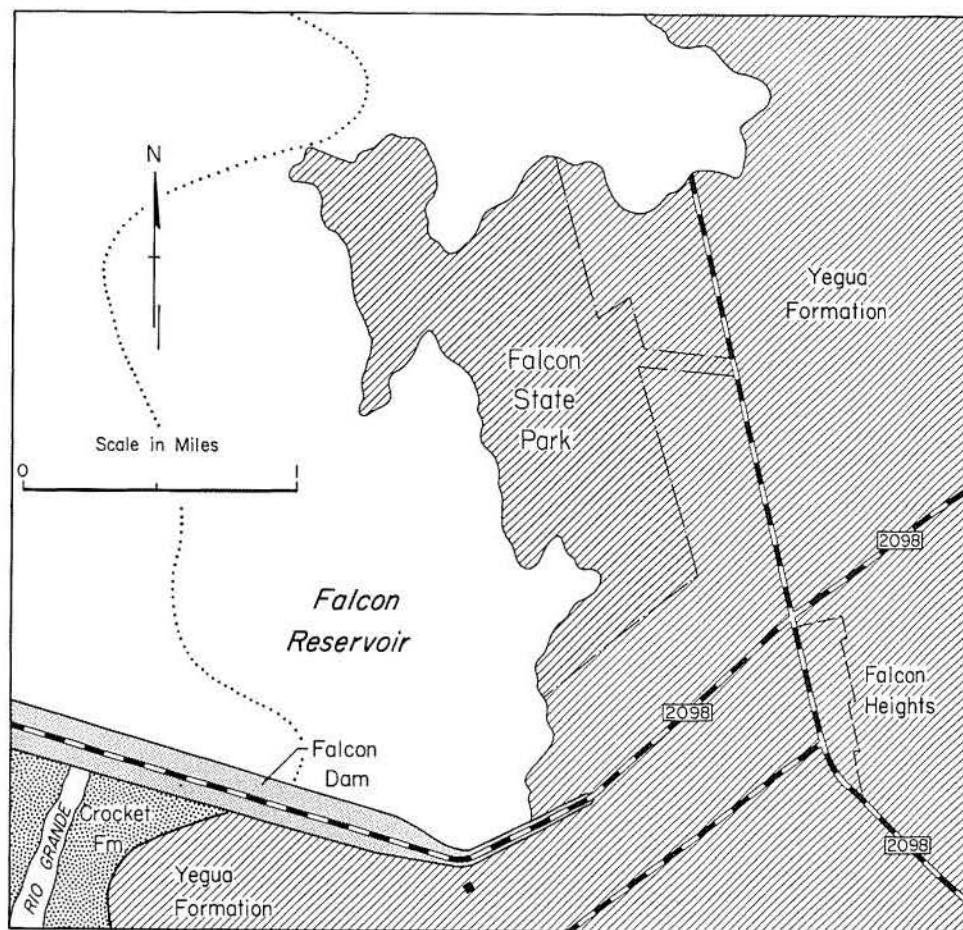 N
Yegua
Formation
Falcon
State
Park
Scale in Miles
0 1
2098
Falcon
Reservoir
Falcon
Heights
2098
Falcon
Dam
Crocket
Fm.
RIO GRANDE
2098
Yegua
Formation